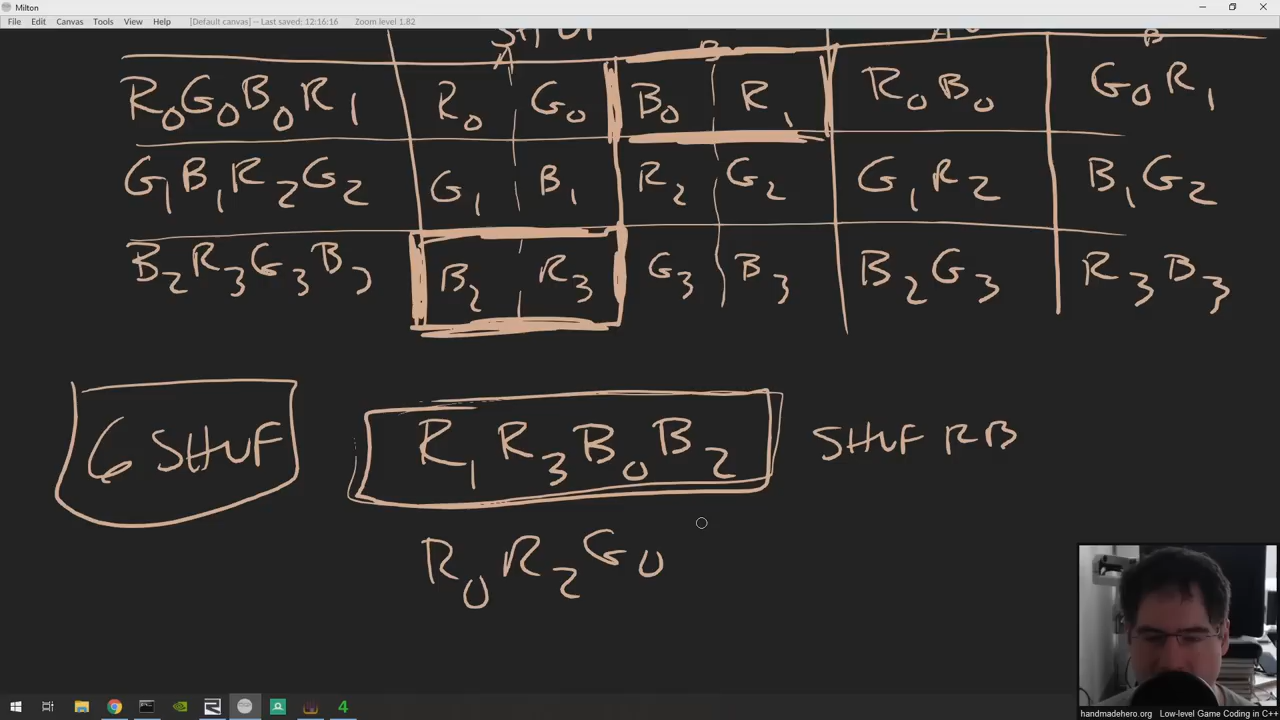 Milton
File Edit Canvas Tools View Help [Default canvas] -- Last saved: 12:16:16 Zoom level 1.82
SHUF
A B B
R0G0B0R1 R0 G0 B0 R1 R0B0 G0R1
G1B1R2G2 G1 B1 R2 G2 G1R2 B1G2
B2R3G3B3 B2 R3 G3 B3 B2G3 R3B3
6 SHUF R1R3B0B2 SHUF RB
R0R2G0
4
handmadehero.org Low-level Game Coding in C++